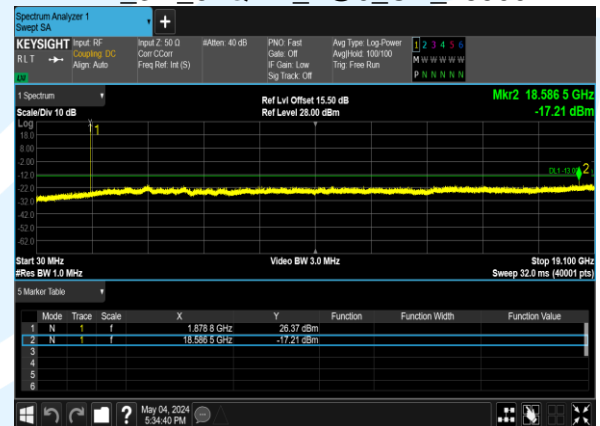 Spectrum Analyzer 1
Swept SA
KEYSIGHT Input: RF Input Z: 50 Ω #Atten: 40 dB PNO: Fast Avg Type: Log-Power 1 2 3 4 5 6
RLT Coupling: DC Corr CCorr Gate: Off Avg|Hold: 100/100 M W W W W W
Align: Auto Freq Ref: Int (S) IF Gain: Low Trig: Free Run
Sig Track: Off P N N N N N
1 Spectrum
Ref Lvl Offset 15.50 dB Mkr2 18.586 5 GHz
Scale/Div 10 dB Ref Level 28.00 dBm -17.21 dBm
Log
1
18.0
8.00
-2.00
-12.0
2
-22.0
-32.0
-42.0
-52.0
-62.0
Start 30 MHz Video BW 3.0 MHz Stop 19.100 GHz
#Res BW 1.0 MHz Sweep 32.0 ms (40001 pts)
5 Marker Table
Mode Trace Scale X Y Function Function Width Function Value
1 N 1 f 1.878 8 GHz 26.37 dBm
2 N 1 f 18.586 5 GHz -17.21 dBm
3
4
5
6
? May 04, 2024
5:34:40 PM